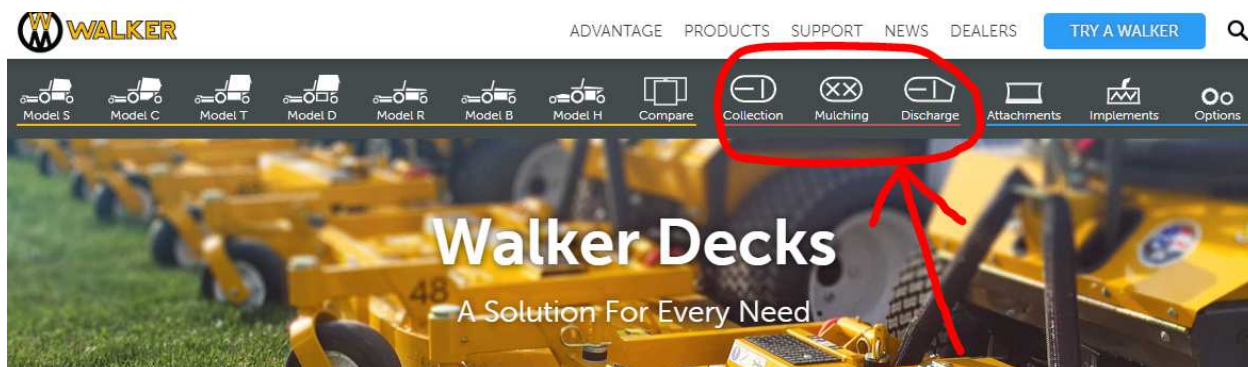 WALKER
ADVANTAGE PRODUCTS SUPPORT NEWS DEALERS TRY A WALKER
Model S Model C Model T Model D Model R Model B Model H Compare Collection Mulching Discharge Attachments Implements Options
Walker Decks
48
A Solution For Every Need